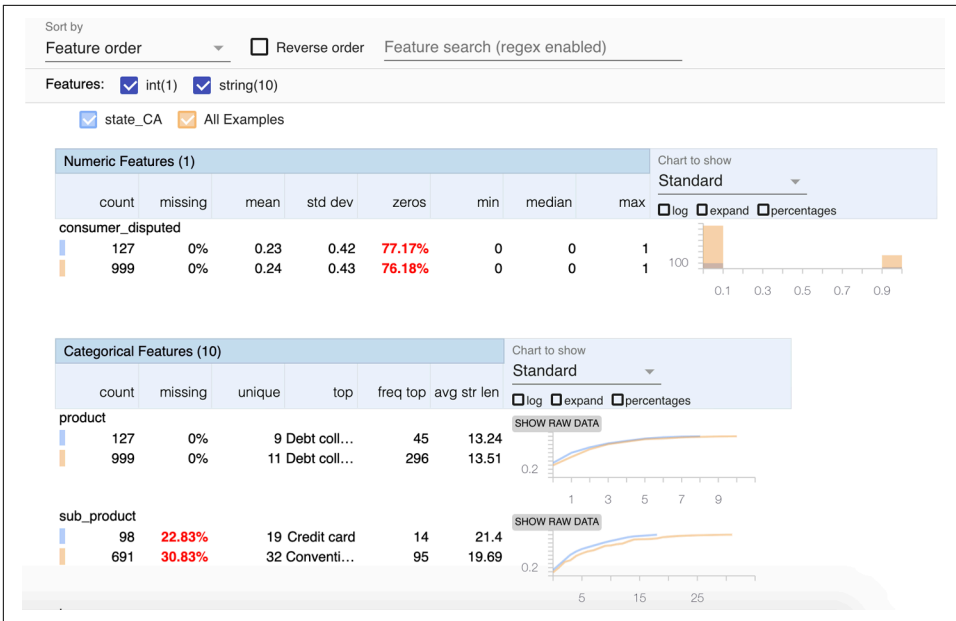 Sort by
Feature order
Reverse order
Feature search (regex enabled)
Features: int(1) string(10)
state_CA All Examples
Numeric Features (1)
Chart to show
Standard
count missing mean std dev zeros min median max
log expand percentages
consumer_disputed
127 0% 0.23 0.42 77.17% 0 0 1
999 0% 0.24 0.43 76.18% 0 0 1
100
0.1 0.3 0.5 0.7 0.9
Categorical Features (10)
Chart to show
Standard
count missing unique top freq top avg str len
log expand percentages
product
SHOW RAW DATA
127 0% 9 Debt coll... 45 13.24
999 0% 11 Debt coll... 296 13.51
0.2
1 3 5 7 9
sub_product
SHOW RAW DATA
98 22.83% 19 Credit card 14 21.4
691 30.83% 32 Conventi... 95 19.69
0.2
5 15 25